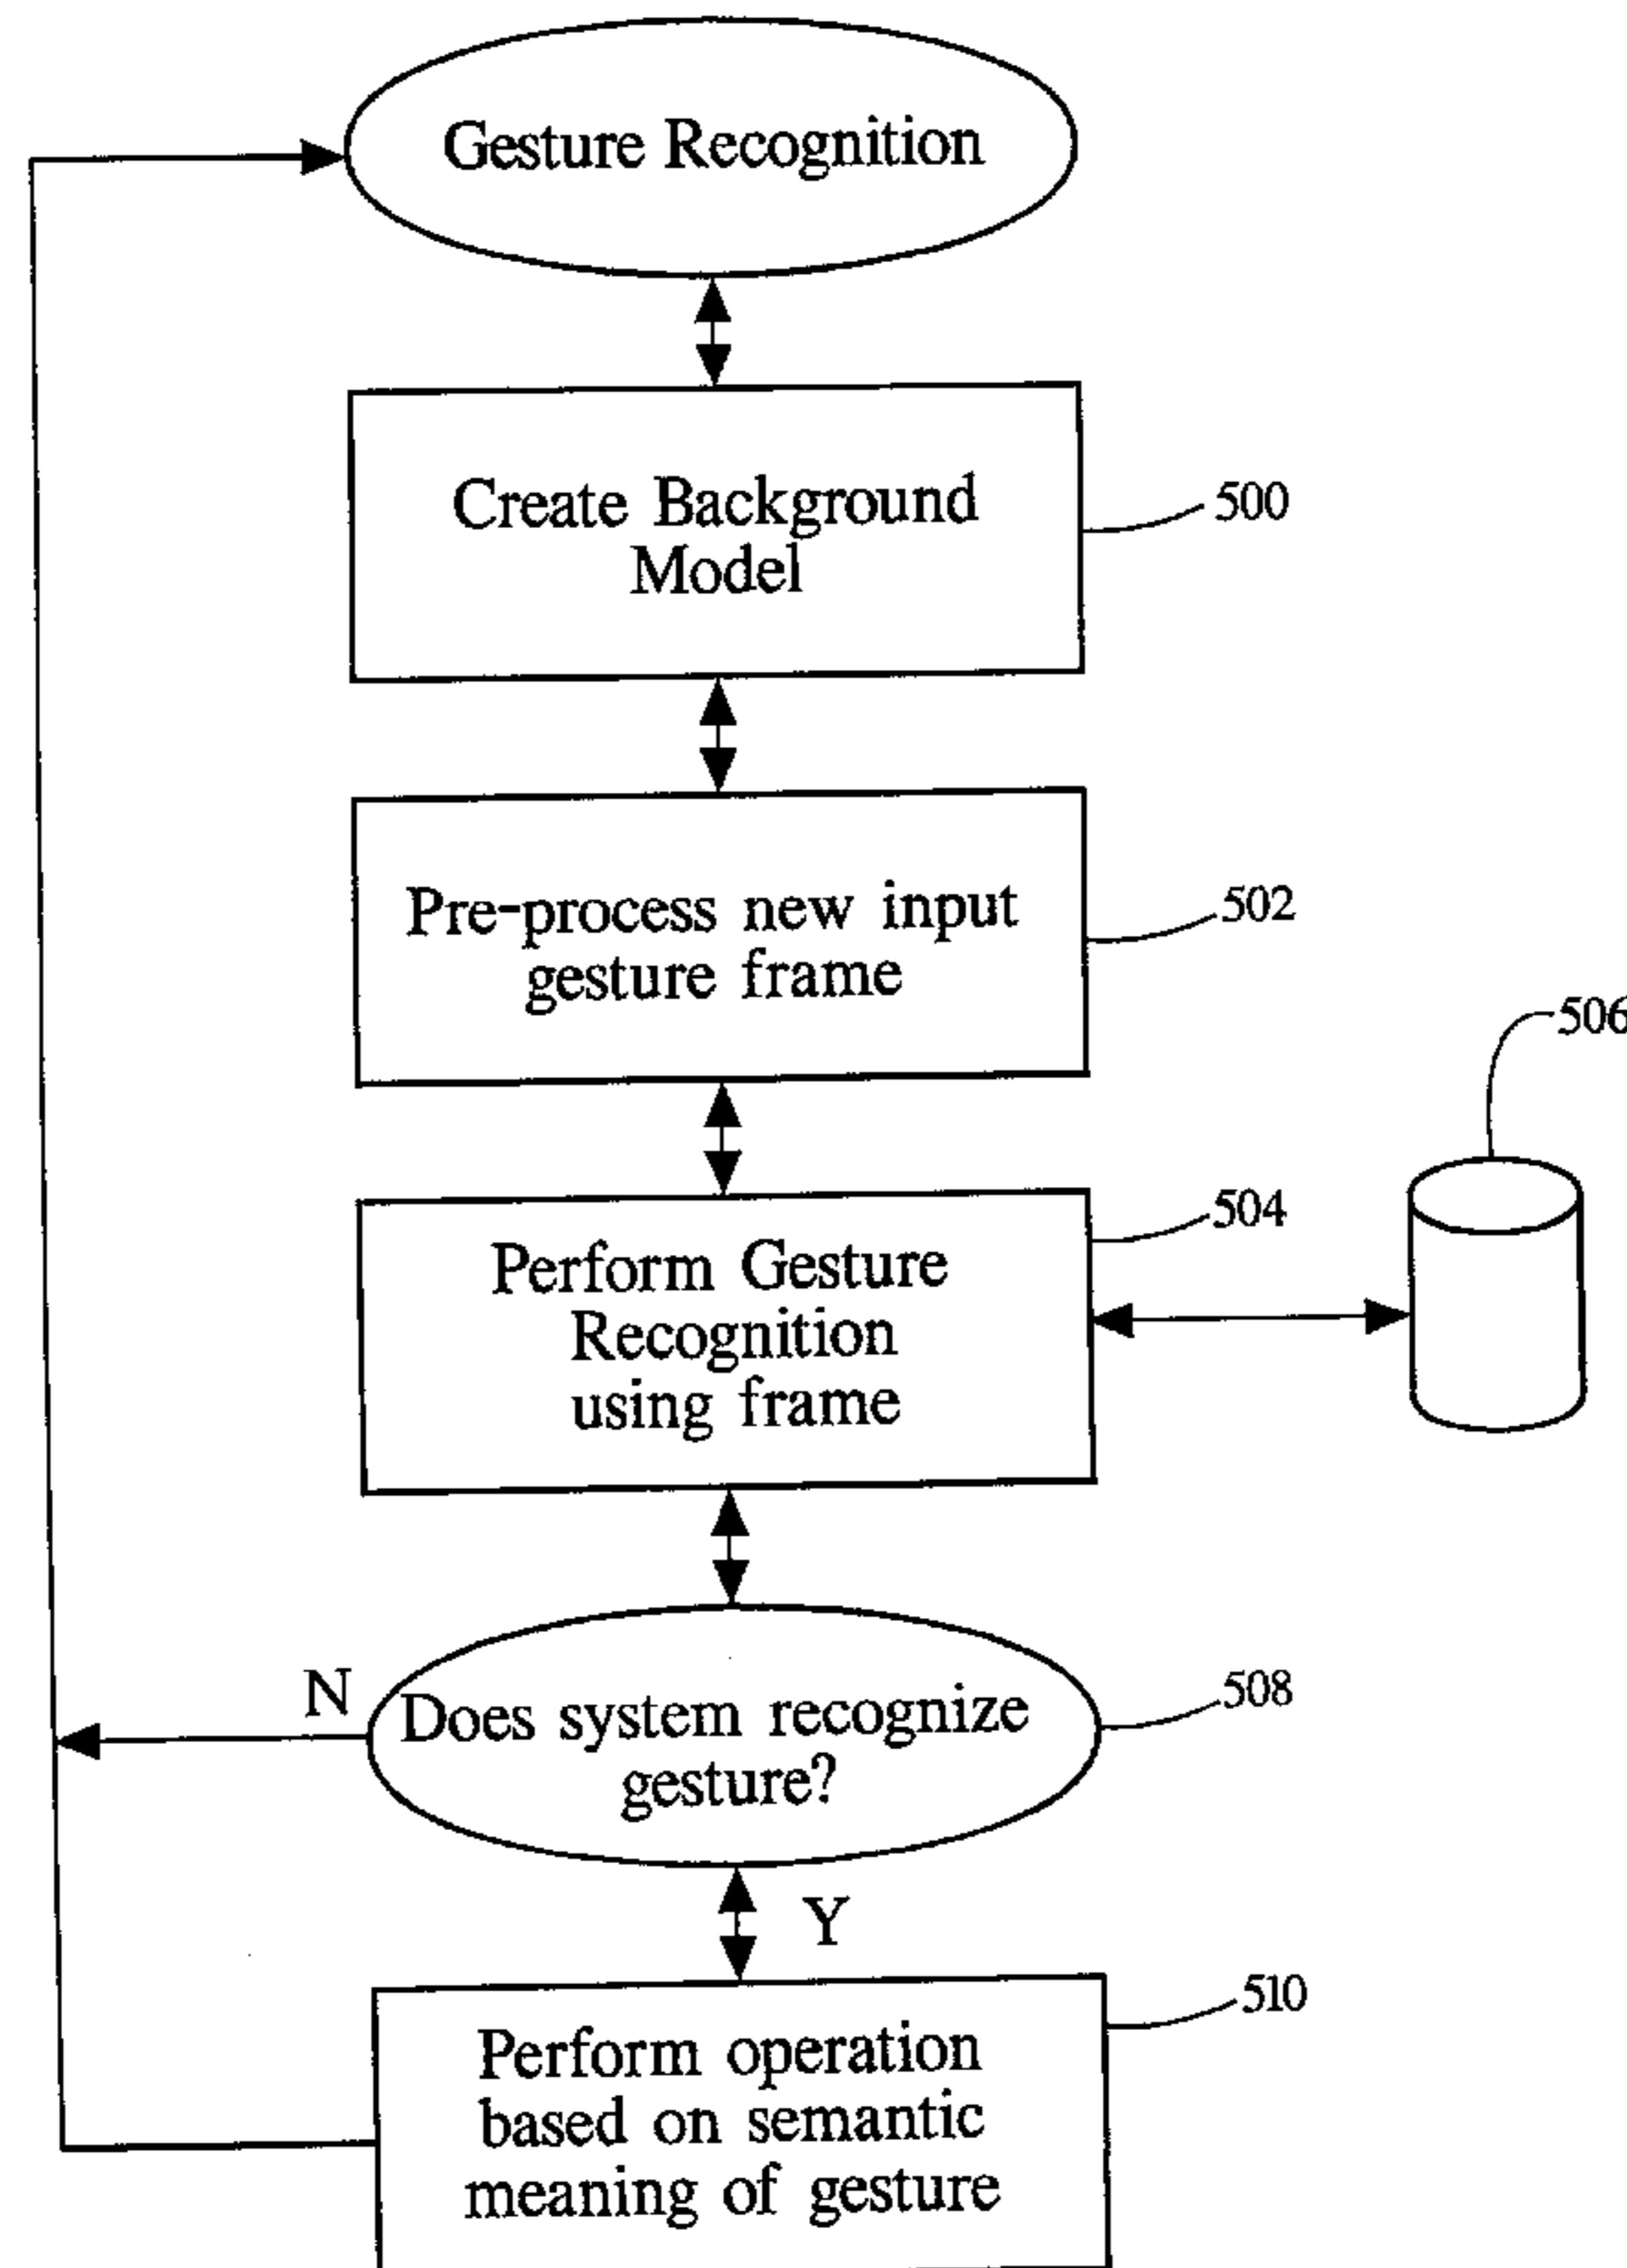 Gesture Recognition
Create Background
Model
500
Pre-process new input
gesture frame
502
506
Perform Gesture
Recognition
using frame
504
N
Does system recognize
gesture?
508
Y
Perform operation
based on semantic
meaning of gesture
510